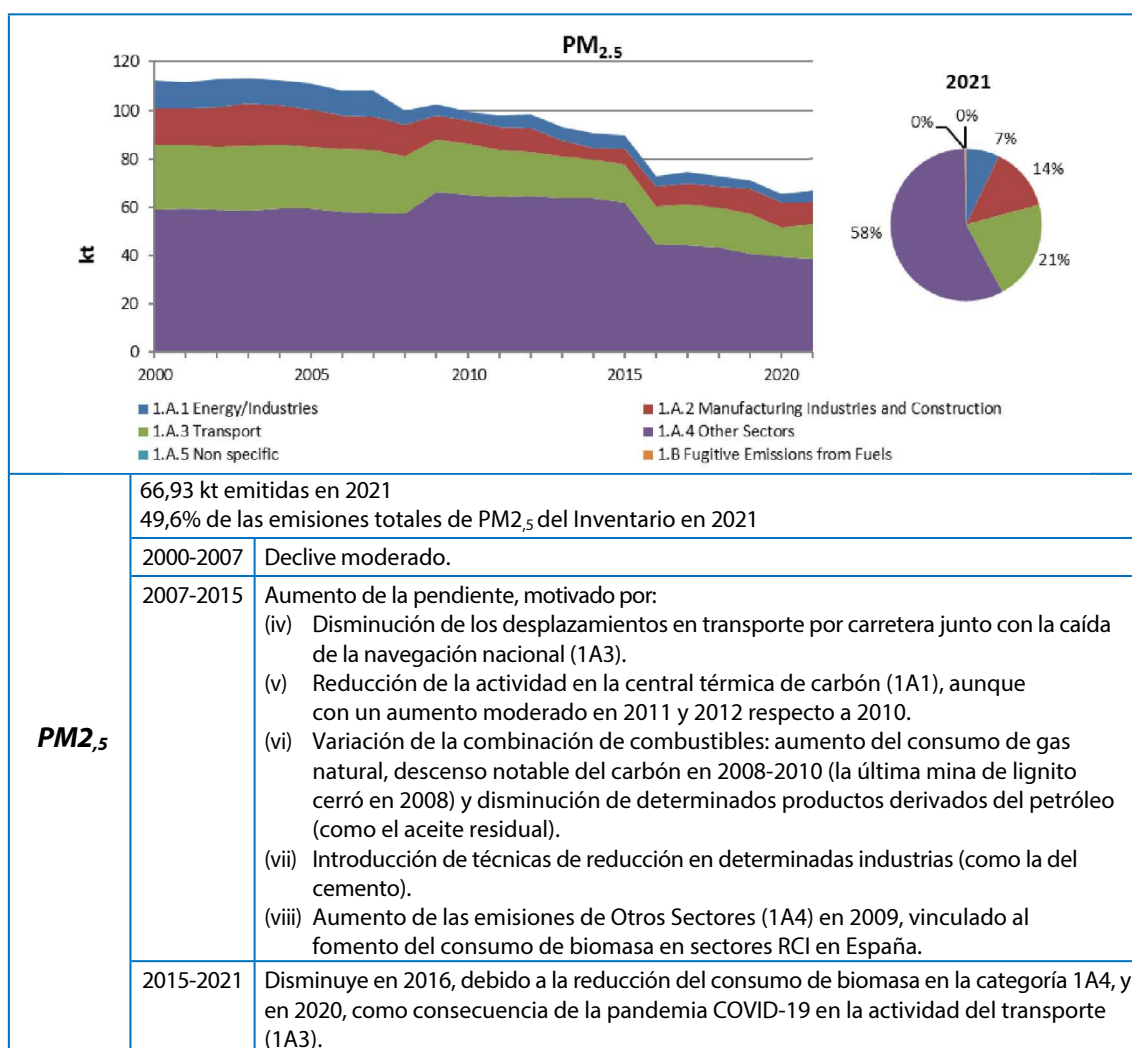 PM2.5
120
100
80
60
40
20
0
kt
2000
2005
2010
2015
2020
2021
0%
0%
7%
14%
21%
58%
1.A.1 Energy/Industries
1.A.2 Manufacturing Industries and Construction
1.A.3 Transport
1.A.4 Other Sectors
1.A.5 Non specific
1.B Fugitive Emissions from Fuels
PM2,5
66,93 kt emitidas en 2021
49,6% de las emisiones totales de PM2,5 del Inventario en 2021
2000-2007 Declive moderado.
2007-2015 Aumento de la pendiente, motivado por:
(iv) Disminución de los desplazamientos en transporte por carretera junto con la caída
de la navegación nacional (1A3).
(v) Reducción de la actividad en la central térmica de carbón (1A1), aunque
con un aumento moderado en 2011 y 2012 respecto a 2010.
(vi) Variación de la combinación de combustibles: aumento del consumo de gas
natural, descenso notable del carbón en 2008-2010 (la última mina de lignito
cerró en 2008) y disminución de determinados productos derivados del petróleo
(como el aceite residual).
(vii) Introducción de técnicas de reducción en determinadas industrias (como la del
cemento).
(viii) Aumento de las emisiones de Otros Sectores (1A4) en 2009, vinculado al
fomento del consumo de biomasa en sectores RCI en España.
2015-2021 Disminuye en 2016, debido a la reducción del consumo de biomasa en la categoría 1A4, y
en 2020, como consecuencia de la pandemia COVID-19 en la actividad del transporte
(1A3).